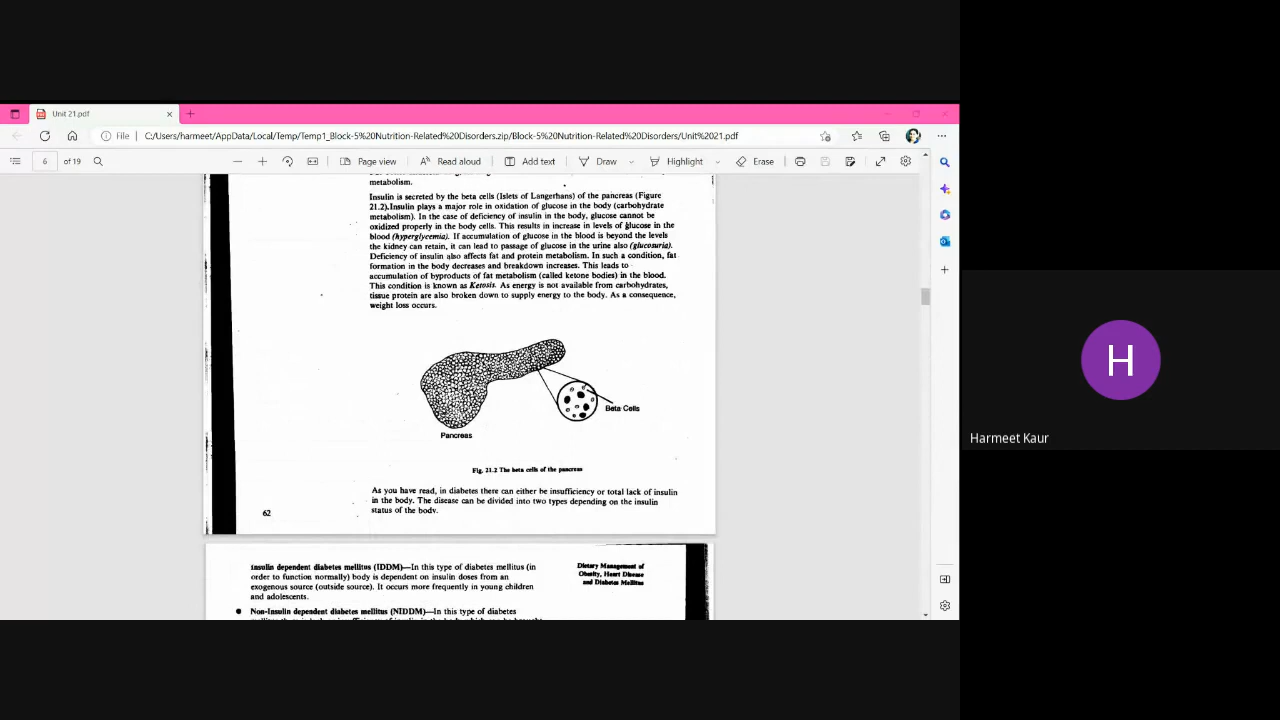 Unit 21.pdf
File
C:/Users/harmeet/AppData/Local/Temp/Temp1_Block-5%20Nutrition-Related%20Disorders.zip/Block-5%20Nutrition-Related%20Disorders/Unit%2021.pdf
6 of 19
Page view
Read aloud
Add text
Draw
Highlight
Erase
metabolism.
Insulin is secreted by the beta cells (Islets of Langerhans) of the pancreas (Figure
21.2).Insulin plays a major role in oxidation of glucose in the body (carbohydrate
metabolism). In the case of deficiency of insulin in the body, glucose cannot be
oxidized properly in the body cells. This results in increase in levels of glucose in the
blood (hyperglycemia). If accumulation of glucose in the blood is beyond the levels
the kidney can retain, it can lead to passage of glucose in the urine also (glucosuria).
Deficiency of insulin also affects fat and protein metabolism. In such a condition, fat
formation in the body decreases and breakdown increases. This leads to
accumulation of byproducts of fat metabolism (called ketone bodies) in the blood.
This condition is known as Ketosis. As energy is not available from carbohydrates,
tissue protein are also broken down to supply energy to the body. As a consequence,
weight loss occurs.
Beta Cells
Pancreas
Fig. 21.2 The beta cells of the pancreas
As you have read, in diabetes there can either be insufficiency or total lack of insulin
in the body. The disease can be divided into two types depending on the insulin
status of the body.
62
Insulin dependent diabetes mellitus (IDDM)—In this type of diabetes mellitus (in
order to function normally) body is dependent on insulin doses from an
exogenous source (outside source). It occurs more frequently in young children
and adolescents.
Dietary Management of
Obesity, Heart Disease
and Diabetes Mellitus
● Non-Insulin dependent diabetes mellitus (NIDDM)—In this type of diabetes
H
Harmeet Kaur